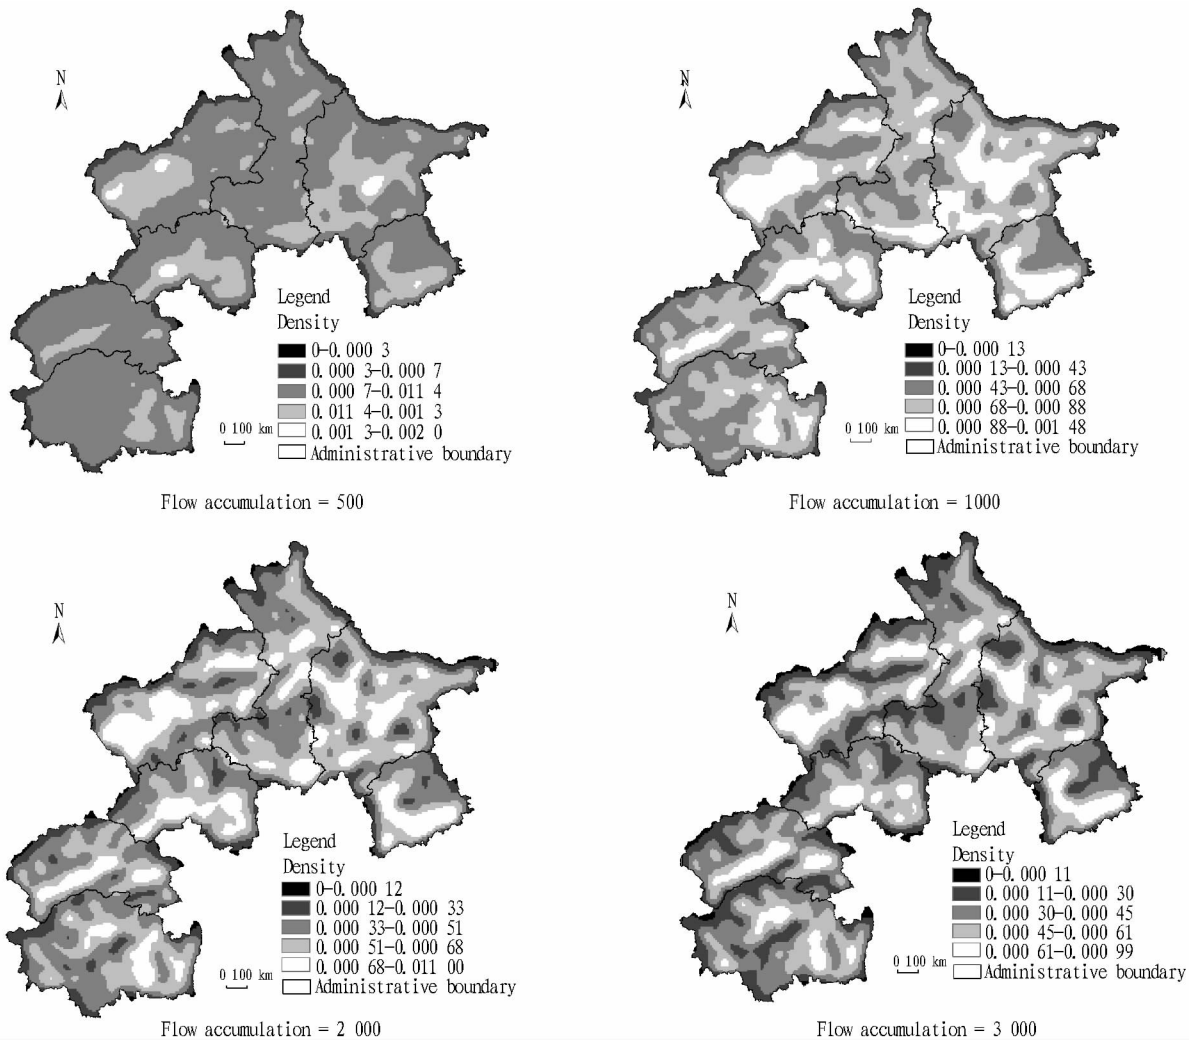 N
Legend
Density
0-0.000 3
0.000 3-0.000 7
0.000 7-0.011 4
0.011 4-0.001 3
0.001 3-0.002 0
Administrative boundary
0 100 km
Flow accumulation = 500
N
Legend
Density
0-0.000 13
0.000 13-0.000 43
0.000 43-0.000 68
0.000 68-0.000 88
0.000 88-0.001 48
Administrative boundary
0 100 km
Flow accumulation = 1000
N
Legend
Density
0-0.000 12
0.000 12-0.000 33
0.000 33-0.000 51
0.000 51-0.000 68
0.000 68-0.011 00
Administrative boundary
0 100 km
Flow accumulation = 2 000
N
Legend
Density
0-0.000 11
0.000 11-0.000 30
0.000 30-0.000 45
0.000 45-0.000 61
0.000 61-0.000 99
Administrative boundary
0 100 km
Flow accumulation = 3 000